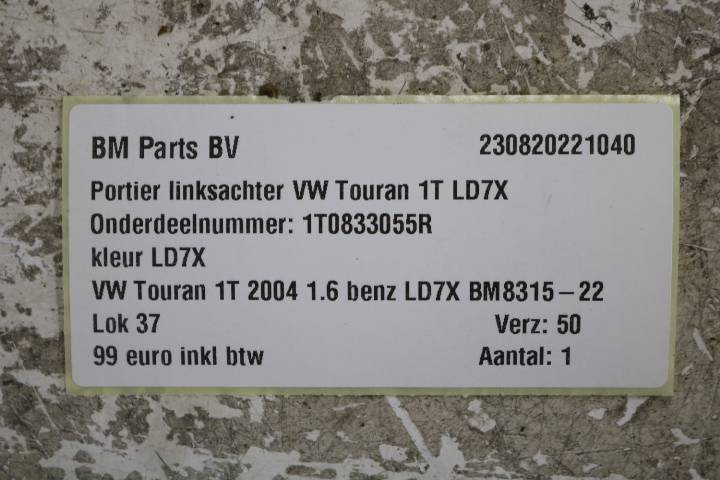 BM Parts BV 230820221040
Portier linksachter VW Touran 1T LD7X
Onderdeelnummer: 1T0833055R
kleur LD7X
VW Touran 1T 2004 1.6 benz LD7X BM8315-22
Lok 37 Verz: 50
99 euro inkl btw Aantal: 1